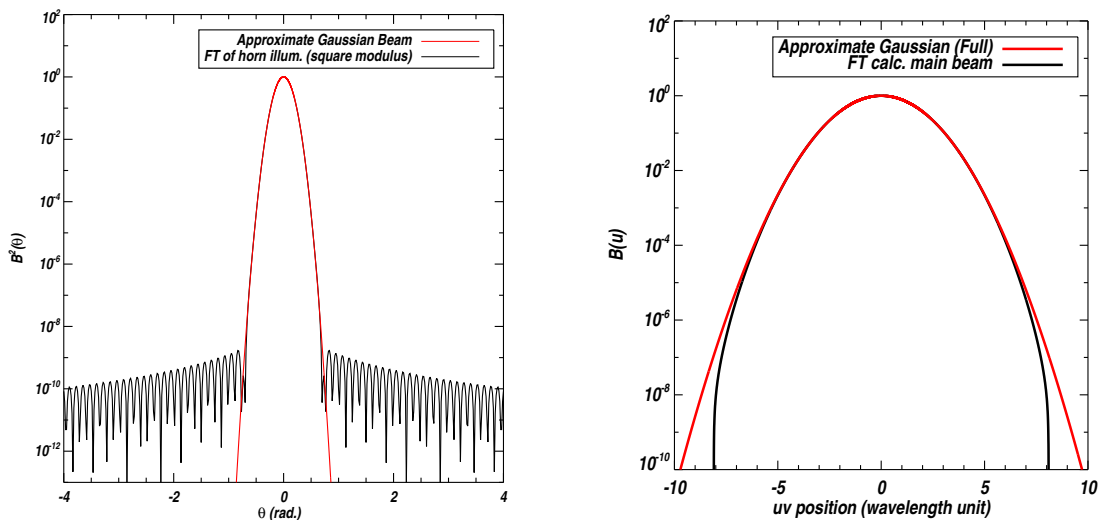 Approximate Gaussian Beam
FT of horn illum. (square modulus)
10^2
10^0
10^-2
10^-4
10^-6
10^-8
10^-10
10^-12
B^2(θ)
-4 -2 0 2 4
θ (rad.)
Approximate Gaussian (Full)
FT calc. main beam
10^2
10^0
10^-2
10^-4
10^-6
10^-8
10^-10
B(u)
-10 -5 0 5 10
uv position (wavelength unit)